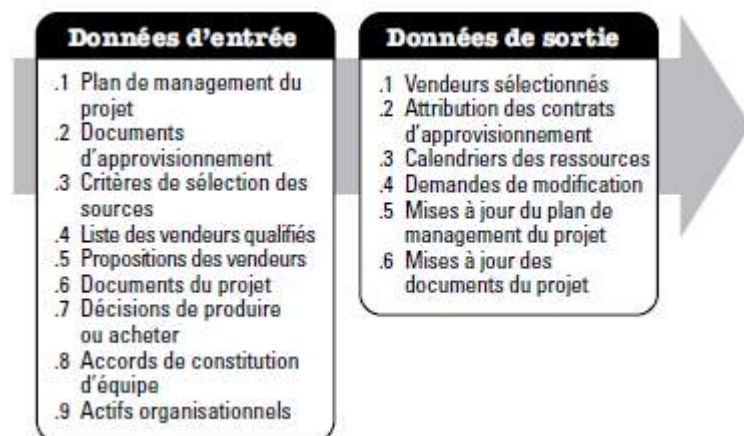 Données d'entrée
.1 Plan de management du
projet
.2 Documents
d'approvisionnement
.3 Critères de sélection des
sources
.4 Liste des vendeurs qualifiés
.5 Propositions des vendeurs
.6 Documents du projet
.7 Décisions de produire
ou acheter
.8 Accords de constitution
d'équipe
.9 Actifs organisationnels
Données de sortie
.1 Vendeurs sélectionnés
.2 Attribution des contrats
d'approvisionnement
.3 Calendriers des ressources
.4 Demandes de modification
.5 Mises à jour du plan de
management du projet
.6 Mises à jour des
documents du projet